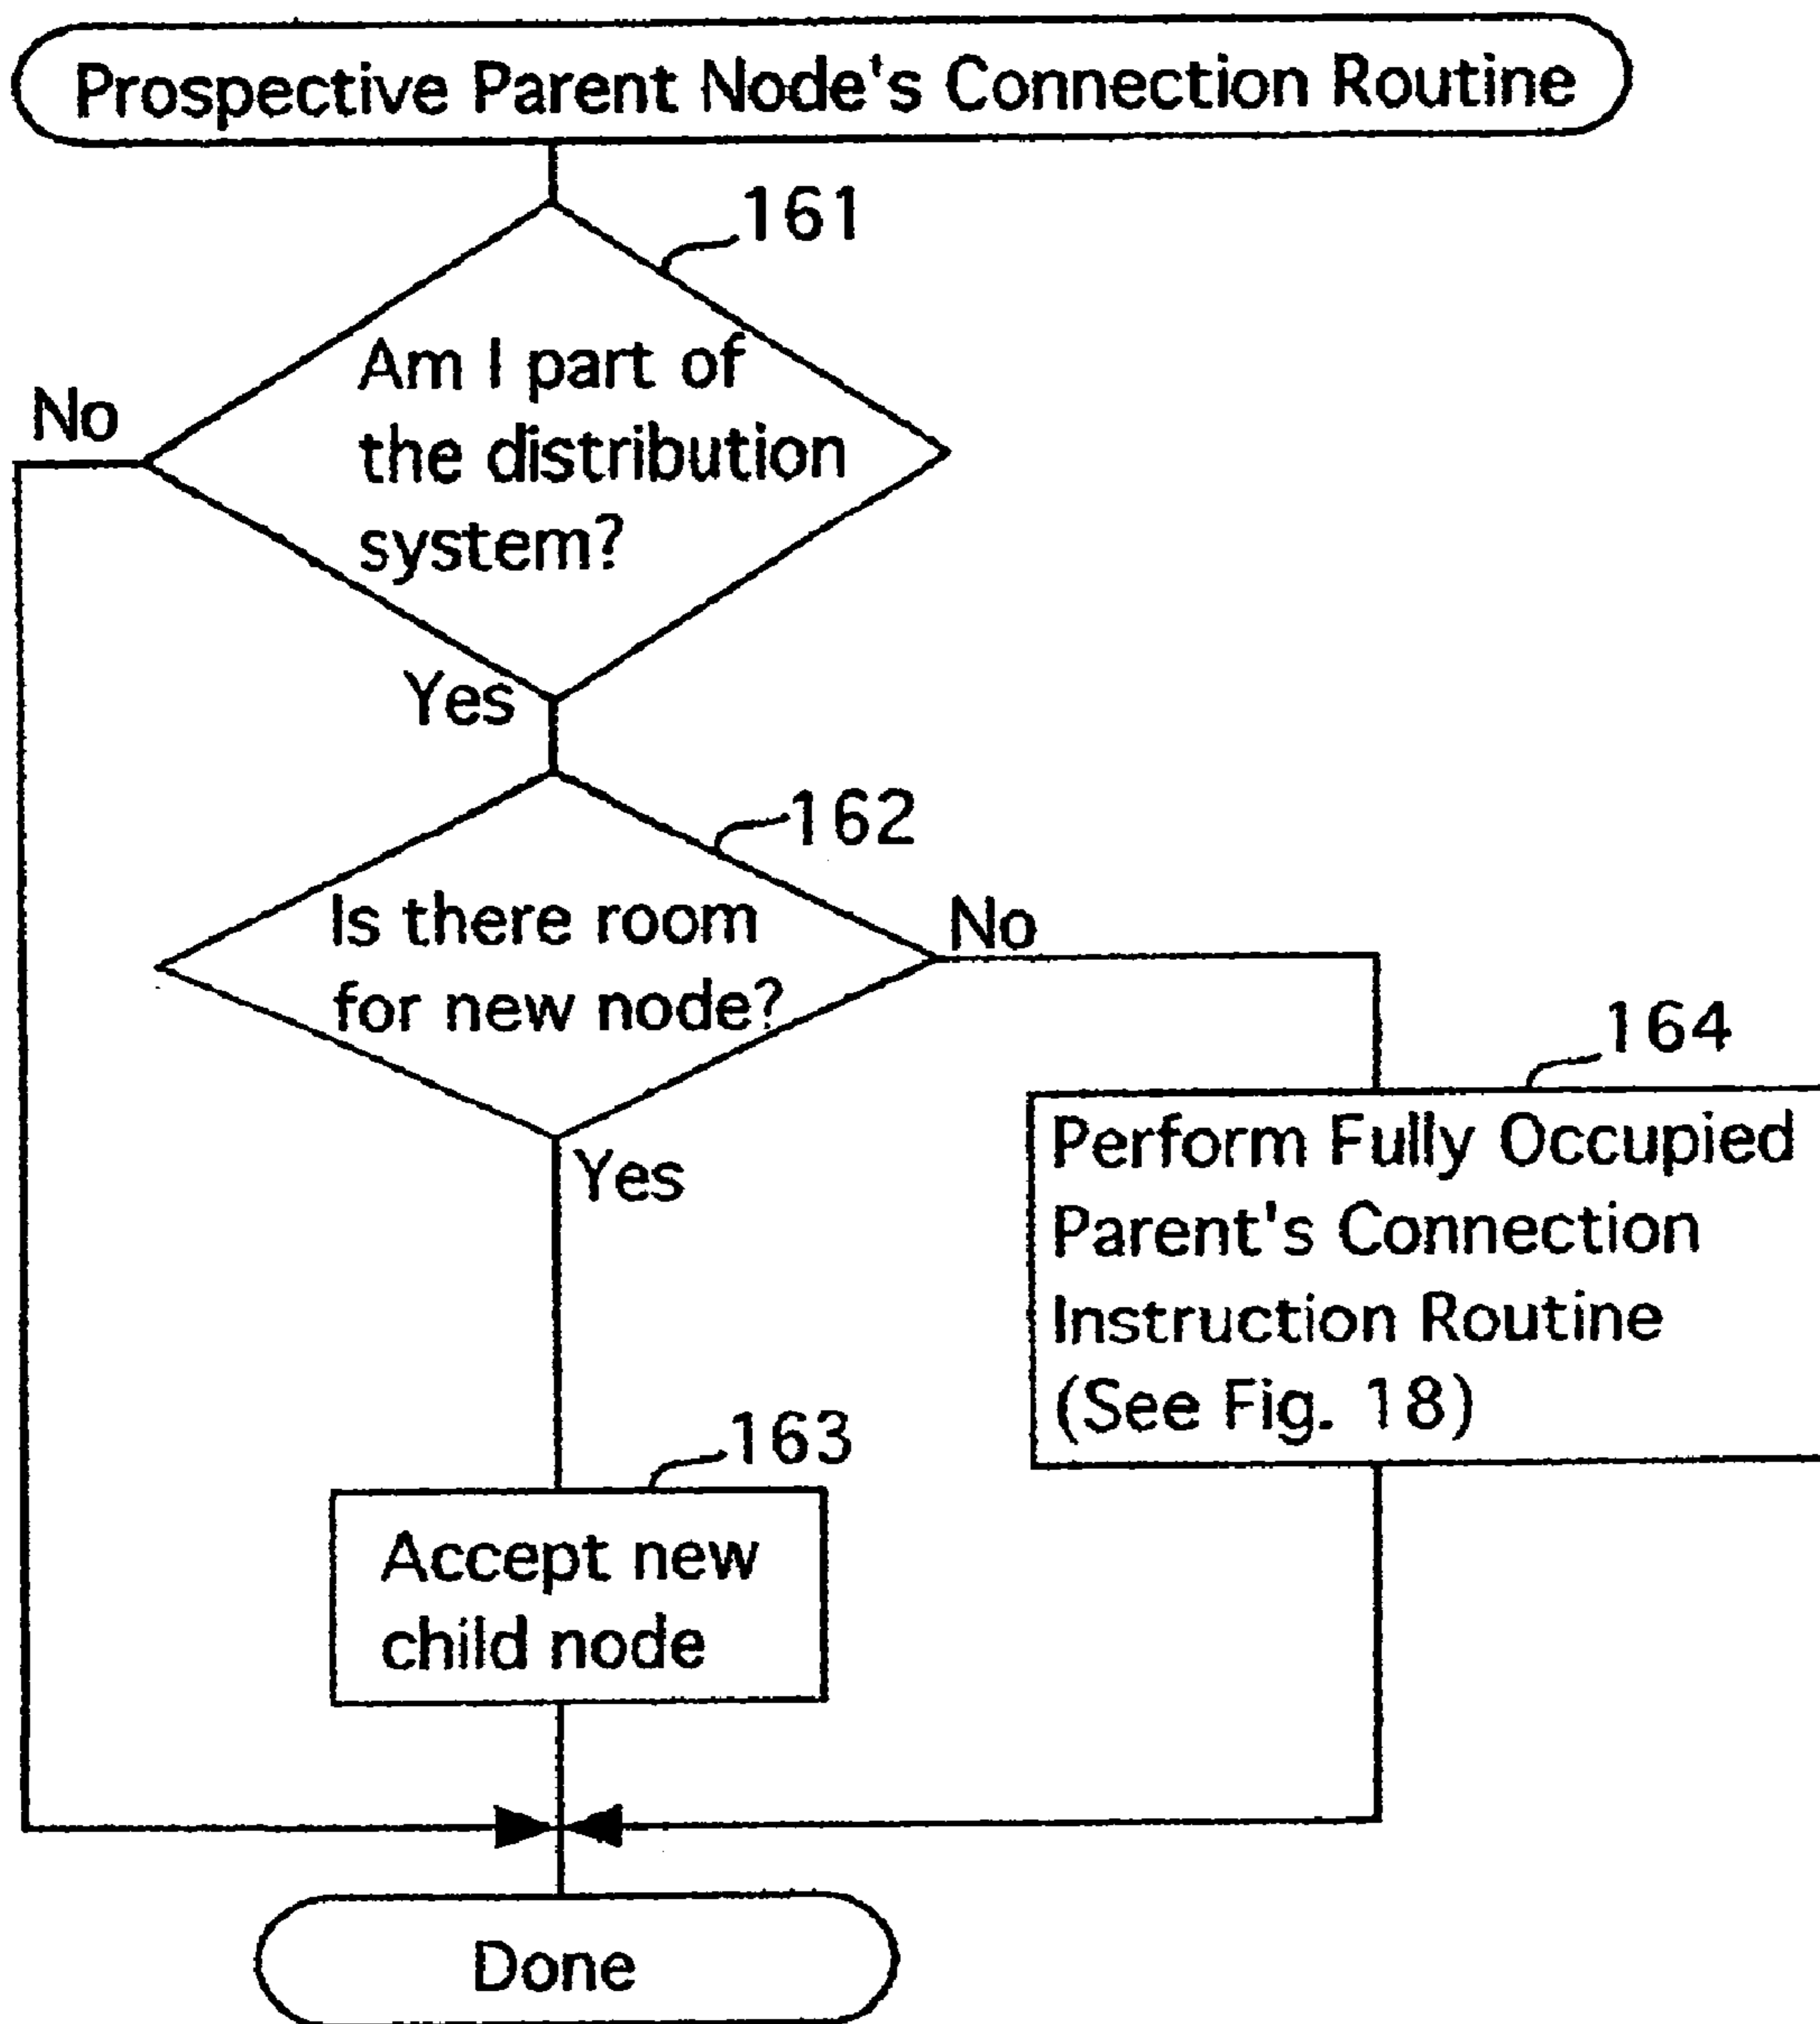 Prospective Parent Node's Connection Routine
161
Am I part of
the distribution
system?
No
Yes
162
Is there room
for new node?
No
Yes
164
Perform Fully Occupied
Parent's Connection
Instruction Routine
(See Fig. 18)
163
Accept new
child node
Done